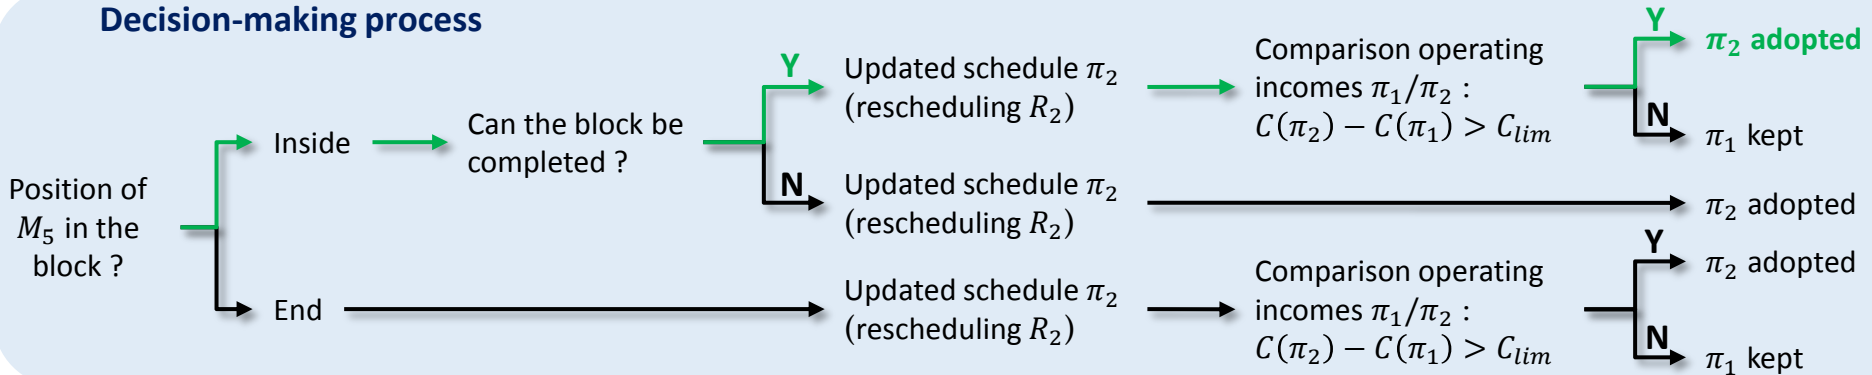 Decision-making process
Position of
M₅ in the
block ?
Inside
Can the block be
completed ?
Y
Updated schedule π₂
(rescheduling R₂)
Comparison operating
incomes π₁/π₂ :
C(π₂) − C(π₁) > Cₗᵢₘ
Y
π₂ adopted
N
π₁ kept
N
Updated schedule π₂
(rescheduling R₂)
π₂ adopted
End
Updated schedule π₂
(rescheduling R₂)
Comparison operating
incomes π₁/π₂ :
C(π₂) − C(π₁) > Cₗᵢₘ
Y
π₂ adopted
N
π₁ kept